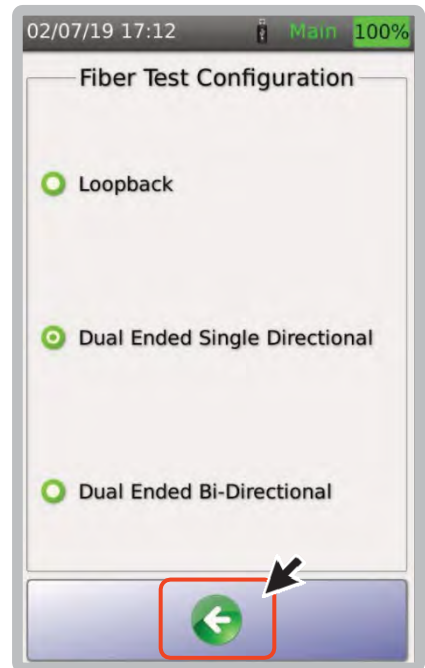 02/07/19 17:12 Main 100%
Fiber Test Configuration
Loopback
Dual Ended Single Directional
Dual Ended Bi-Directional